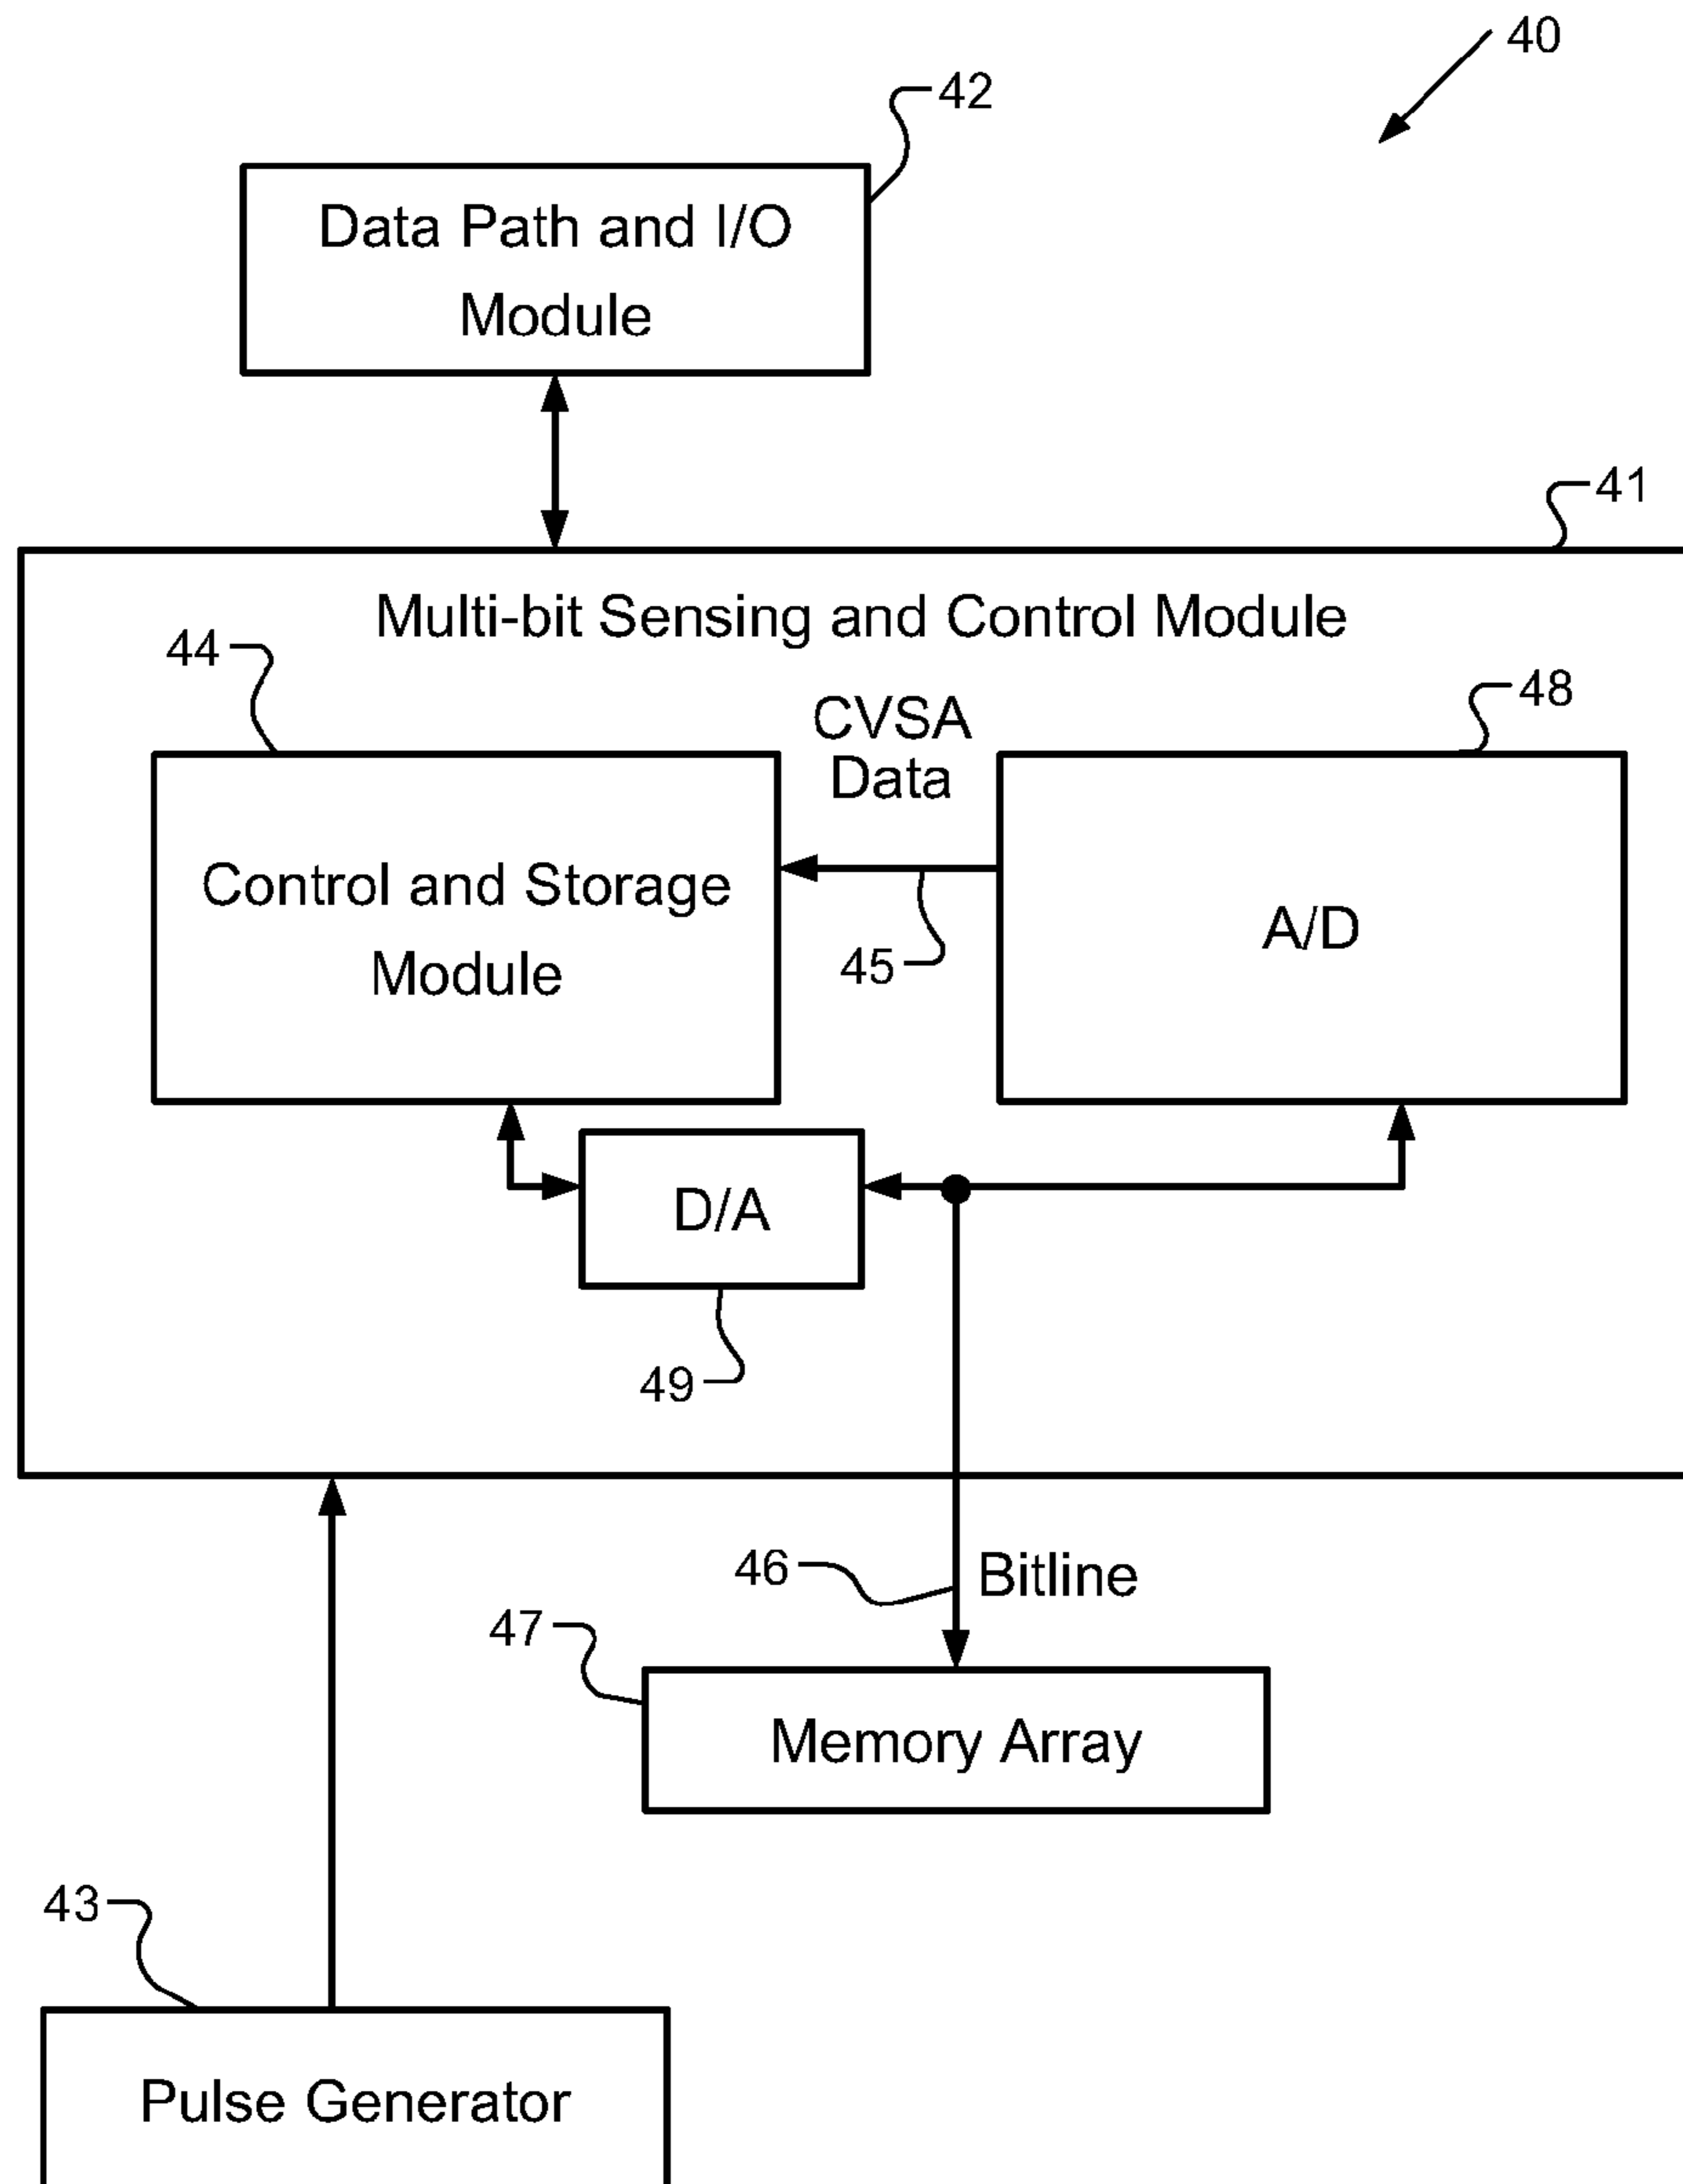 40
42
Data Path and I/O
Module
41
Multi-bit Sensing and Control Module
44
CVSA
Data
48
Control and Storage
Module
A/D
45
D/A
49
46
Bitline
47
Memory Array
43
Pulse Generator